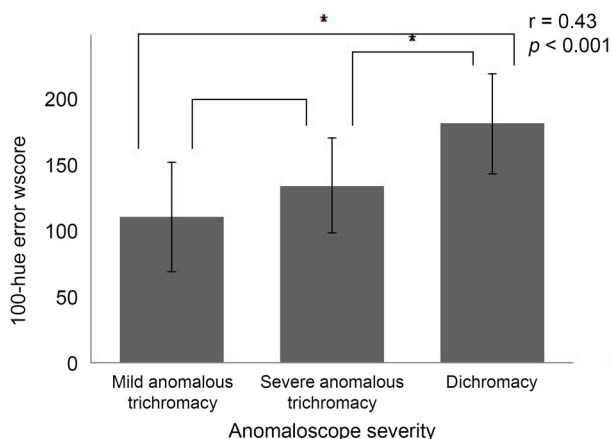 *
r = 0.43
p < 0.001
*
200
150
100
50
0
100-hue error wscore
Mild anomalous
trichromacy
Severe anomalous
trichromacy
Dichromacy
Anomaloscope severity